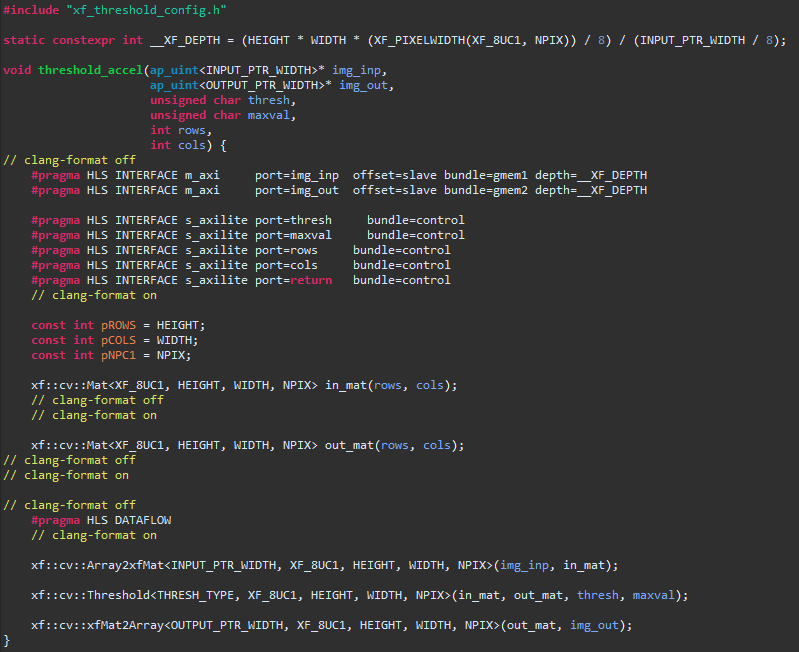 #include "xf_threshold_config.h"

static constexpr int __XF_DEPTH = (HEIGHT * WIDTH * (XF_PIXELWIDTH(XF_8UC1, NPIX)) / 8) / (INPUT_PTR_WIDTH / 8);

void threshold_accel(ap_uint<INPUT_PTR_WIDTH>* img_inp,
                     ap_uint<OUTPUT_PTR_WIDTH>* img_out,
                     unsigned char thresh,
                     unsigned char maxval,
                     int rows,
                     int cols) {
// clang-format off
    #pragma HLS INTERFACE m_axi     port=img_inp  offset=slave bundle=gmem1 depth=__XF_DEPTH
    #pragma HLS INTERFACE m_axi     port=img_out  offset=slave bundle=gmem2 depth=__XF_DEPTH

    #pragma HLS INTERFACE s_axilite port=thresh     bundle=control
    #pragma HLS INTERFACE s_axilite port=maxval     bundle=control
    #pragma HLS INTERFACE s_axilite port=rows     bundle=control
    #pragma HLS INTERFACE s_axilite port=cols     bundle=control
    #pragma HLS INTERFACE s_axilite port=return   bundle=control
    // clang-format on

    const int pROWS = HEIGHT;
    const int pCOLS = WIDTH;
    const int pNPC1 = NPIX;

    xf::cv::Mat<XF_8UC1, HEIGHT, WIDTH, NPIX> in_mat(rows, cols);
    // clang-format off
    // clang-format on

    xf::cv::Mat<XF_8UC1, HEIGHT, WIDTH, NPIX> out_mat(rows, cols);
// clang-format off
// clang-format on

// clang-format off
    #pragma HLS DATAFLOW
    // clang-format on

    xf::cv::Array2xfMat<INPUT_PTR_WIDTH, XF_8UC1, HEIGHT, WIDTH, NPIX>(img_inp, in_mat);

    xf::cv::Threshold<THRESH_TYPE, XF_8UC1, HEIGHT, WIDTH, NPIX>(in_mat, out_mat, thresh, maxval);

    xf::cv::xfMat2Array<OUTPUT_PTR_WIDTH, XF_8UC1, HEIGHT, WIDTH, NPIX>(out_mat, img_out);
}